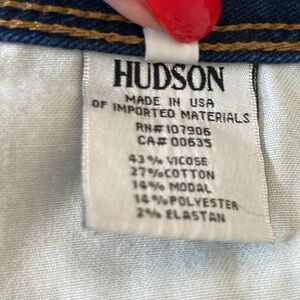 HUDSON
MADE IN USA
OF IMPORTED MATERIALS
RN#107906
CA#00635
43% VICOSE
27%COTTON
14% MODAL
14%POLYESTER
2% ELASTAN